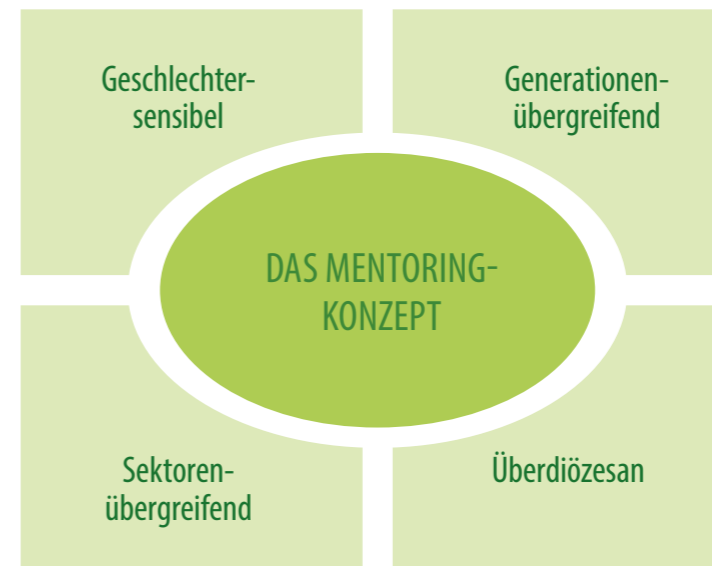 Geschlechter-
sensibel
Generationen-
übergreifend
DAS MENTORING-
KONZEPT
Sektoren-
übergreifend
Überdiözesan